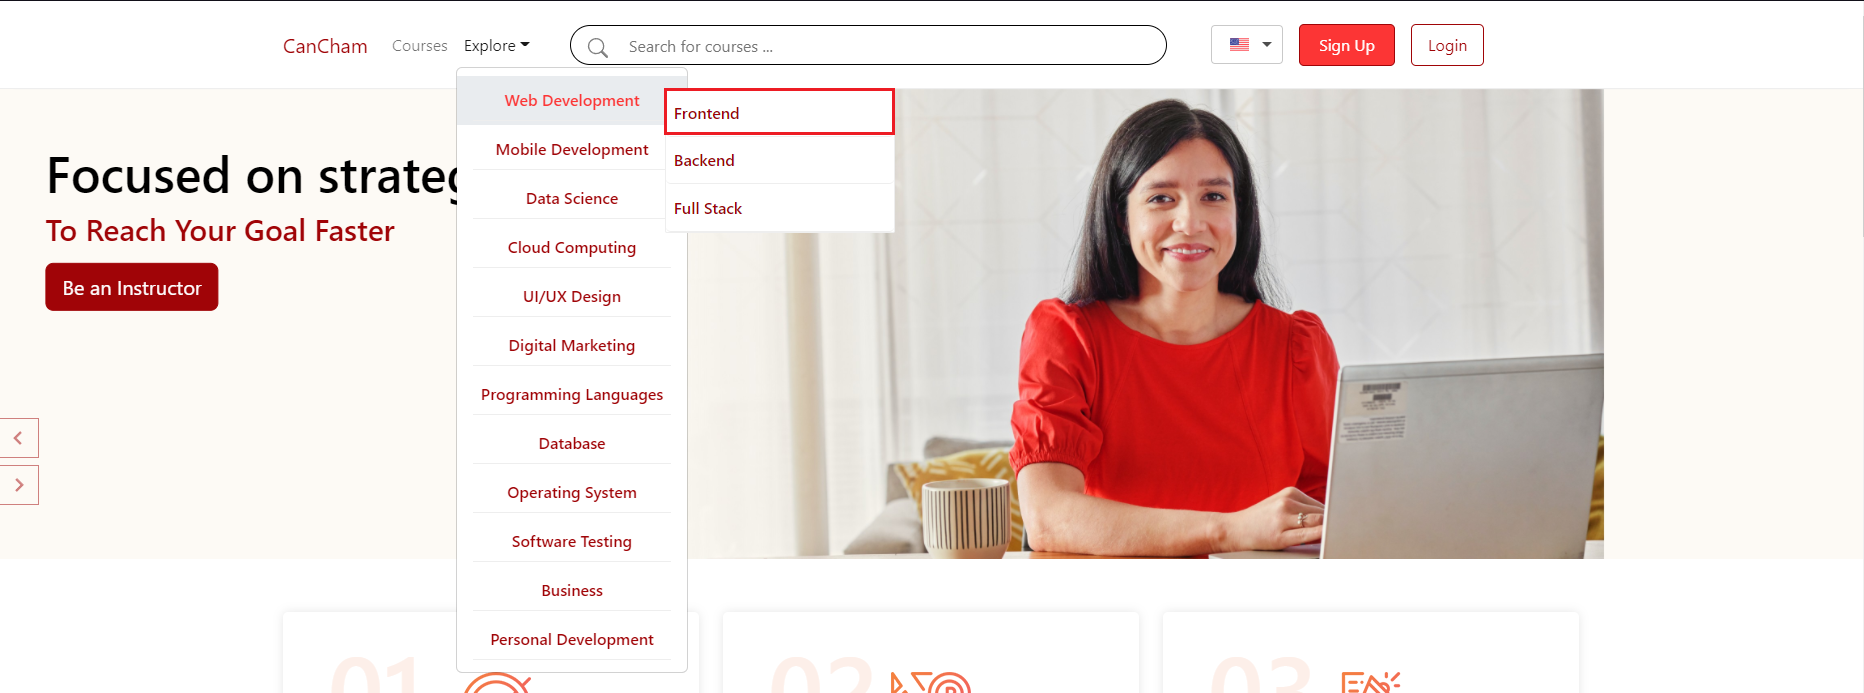 CanCham
Courses
Explore
Search for courses ...
Sign Up
Login
Web Development
Mobile Development
Data Science
Cloud Computing
UI/UX Design
Digital Marketing
Programming Languages
Database
Operating System
Software Testing
Business
Personal Development
Frontend
Backend
Full Stack
Focused on strateg
To Reach Your Goal Faster
Be an Instructor
01
02
03